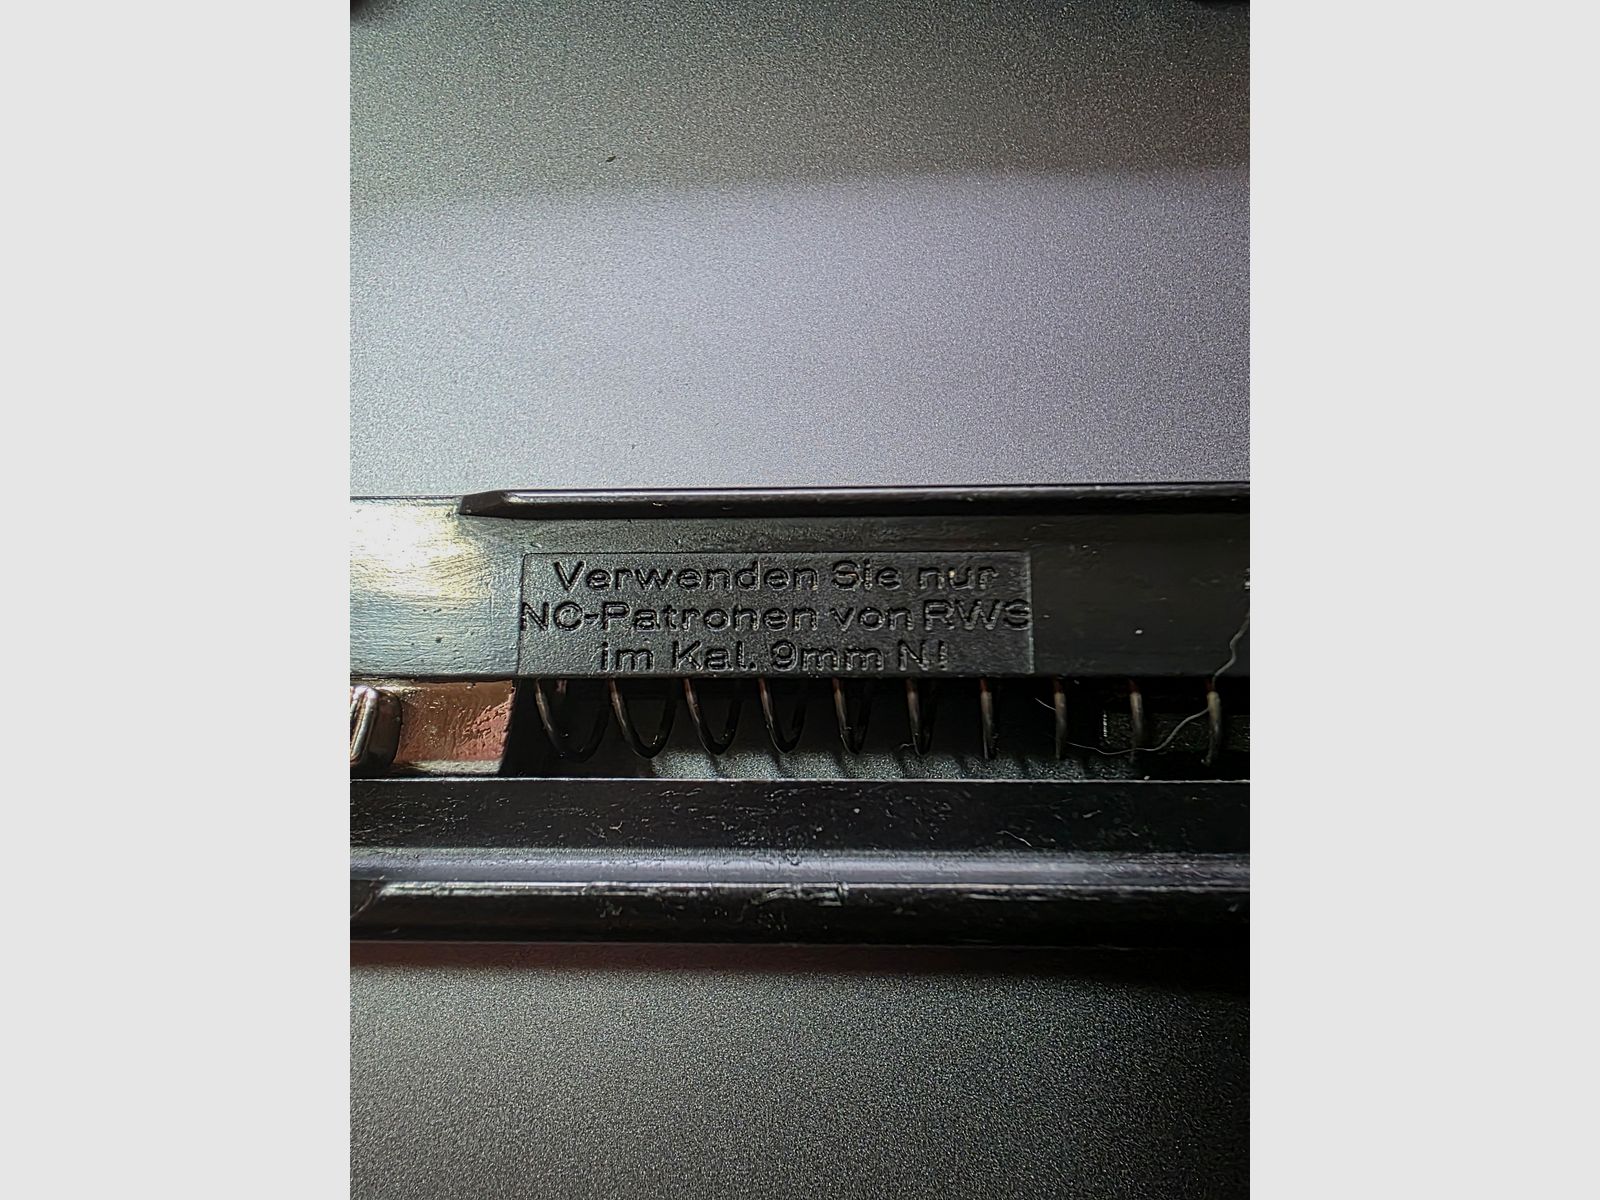 Verwenden Sie nur
NC-Patronen von RWS
im Kal. 9mm N!